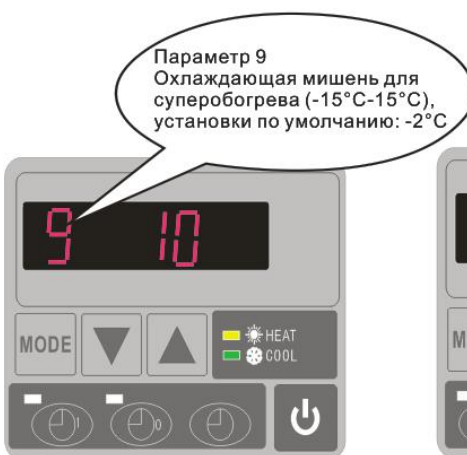 Параметр 9
Охлаждающая мишень для
суперобогрева (-15°C-15°C),
установки по умолчанию: -2°C
9 10
MODE
HEAT
COOL
M